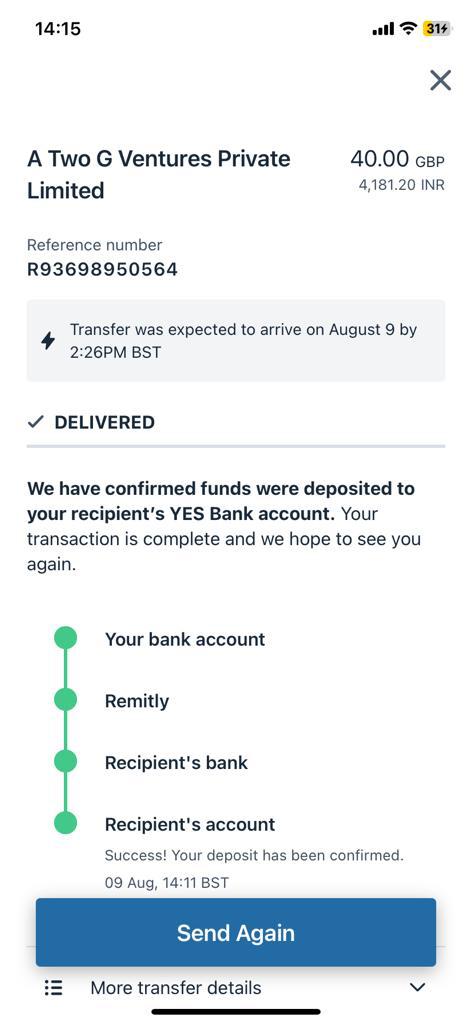 14:15
31
A Two G Ventures Private
Limited
40.00 GBP
4,181.20 INR
Reference number
R93698950564
Transfer was expected to arrive on August 9 by
2:26PM BST
DELIVERED
We have confirmed funds were deposited to
your recipient’s YES Bank account. Your
transaction is complete and we hope to see you
again.
Your bank account
Remitly
Recipient's bank
Recipient's account
Success! Your deposit has been confirmed.
09 Aug, 14:11 BST
Send Again
More transfer details